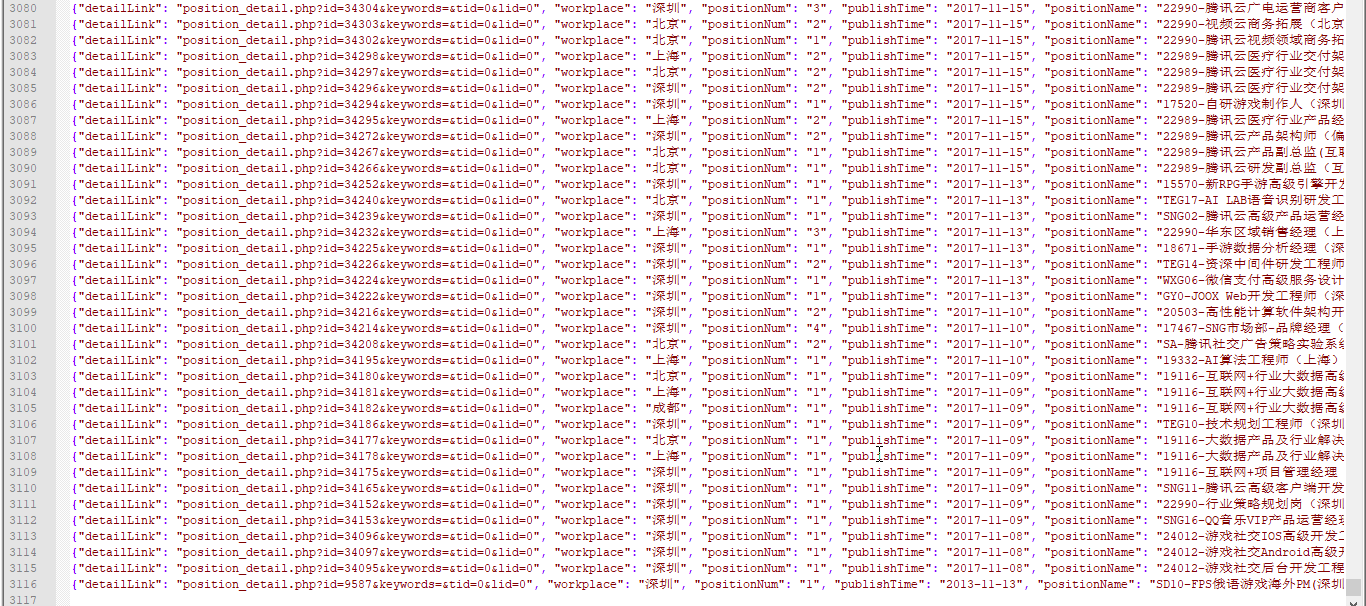 3080 {"detailLink": "position_detail.php?id=34304&keywords=&tid=0&lid=0", "workplace": "深圳", "positionNum": "3", "publishTime": "2017-11-15", "positionName": "22990-腾讯云广电运营商客户
3081 {"detailLink": "position_detail.php?id=34303&keywords=&tid=0&lid=0", "workplace": "北京", "positionNum": "2", "publishTime": "2017-11-15", "positionName": "22990-视频云商务拓展（北京
3082 {"detailLink": "position_detail.php?id=34302&keywords=&tid=0&lid=0", "workplace": "北京", "positionNum": "1", "publishTime": "2017-11-15", "positionName": "22990-腾讯云视频领域商务拓
3083 {"detailLink": "position_detail.php?id=34298&keywords=&tid=0&lid=0", "workplace": "上海", "positionNum": "2", "publishTime": "2017-11-15", "positionName": "22989-腾讯云医疗行业交付架
3084 {"detailLink": "position_detail.php?id=34297&keywords=&tid=0&lid=0", "workplace": "北京", "positionNum": "2", "publishTime": "2017-11-15", "positionName": "22989-腾讯云医疗行业交付架
3085 {"detailLink": "position_detail.php?id=34296&keywords=&tid=0&lid=0", "workplace": "深圳", "positionNum": "2", "publishTime": "2017-11-15", "positionName": "22989-腾讯云医疗行业交付架
3086 {"detailLink": "position_detail.php?id=34294&keywords=&tid=0&lid=0", "workplace": "深圳", "positionNum": "1", "publishTime": "2017-11-15", "positionName": "17520-自研游戏制作人（深圳
3087 {"detailLink": "position_detail.php?id=34295&keywords=&tid=0&lid=0", "workplace": "上海", "positionNum": "2", "publishTime": "2017-11-15", "positionName": "22989-腾讯云医疗行业产品经
3088 {"detailLink": "position_detail.php?id=34272&keywords=&tid=0&lid=0", "workplace": "深圳", "positionNum": "2", "publishTime": "2017-11-15", "positionName": "22989-腾讯云产品架构师（偏
3089 {"detailLink": "position_detail.php?id=34267&keywords=&tid=0&lid=0", "workplace": "北京", "positionNum": "1", "publishTime": "2017-11-15", "positionName": "22989-腾讯云产品副总监(互联
3090 {"detailLink": "position_detail.php?id=34266&keywords=&tid=0&lid=0", "workplace": "北京", "positionNum": "1", "publishTime": "2017-11-15", "positionName": "22989-腾讯云研发副总监（互
3091 {"detailLink": "position_detail.php?id=34252&keywords=&tid=0&lid=0", "workplace": "深圳", "positionNum": "1", "publishTime": "2017-11-13", "positionName": "15570-新RPG手游高级引擎开发
3092 {"detailLink": "position_detail.php?id=34240&keywords=&tid=0&lid=0", "workplace": "北京", "positionNum": "1", "publishTime": "2017-11-13", "positionName": "TEG17-AI LAB语音识别研发工
3093 {"detailLink": "position_detail.php?id=34239&keywords=&tid=0&lid=0", "workplace": "深圳", "positionNum": "1", "publishTime": "2017-11-13", "positionName": "SNG02-腾讯云高级产品运营经
3094 {"detailLink": "position_detail.php?id=34232&keywords=&tid=0&lid=0", "workplace": "上海", "positionNum": "3", "publishTime": "2017-11-13", "positionName": "22990-华东区域销售经理（上
3095 {"detailLink": "position_detail.php?id=34225&keywords=&tid=0&lid=0", "workplace": "深圳", "positionNum": "1", "publishTime": "2017-11-13", "positionName": "18671-手游数据分析经理（深
3096 {"detailLink": "position_detail.php?id=34226&keywords=&tid=0&lid=0", "workplace": "深圳", "positionNum": "2", "publishTime": "2017-11-13", "positionName": "TEG14-资深中间件研发工程师
3097 {"detailLink": "position_detail.php?id=34224&keywords=&tid=0&lid=0", "workplace": "深圳", "positionNum": "1", "publishTime": "2017-11-13", "positionName": "WXG06-微信支付高级服务设计
3098 {"detailLink": "position_detail.php?id=34222&keywords=&tid=0&lid=0", "workplace": "深圳", "positionNum": "1", "publishTime": "2017-11-13", "positionName": "GY0-JOOX Web开发工程师（深
3099 {"detailLink": "position_detail.php?id=34216&keywords=&tid=0&lid=0", "workplace": "深圳", "positionNum": "2", "publishTime": "2017-11-10", "positionName": "20503-高性能计算软件架构开
3100 {"detailLink": "position_detail.php?id=34214&keywords=&tid=0&lid=0", "workplace": "深圳", "positionNum": "4", "publishTime": "2017-11-10", "positionName": "17467-SNG市场部-品牌经理（
3101 {"detailLink": "position_detail.php?id=34208&keywords=&tid=0&lid=0", "workplace": "北京", "positionNum": "2", "publishTime": "2017-11-10", "positionName": "SA-腾讯社交广告策略实验系统
3102 {"detailLink": "position_detail.php?id=34195&keywords=&tid=0&lid=0", "workplace": "上海", "positionNum": "1", "publishTime": "2017-11-10", "positionName": "19332-AI算法工程师（上海）
3103 {"detailLink": "position_detail.php?id=34180&keywords=&tid=0&lid=0", "workplace": "北京", "positionNum": "1", "publishTime": "2017-11-09", "positionName": "19116-互联网+行业大数据高级
3104 {"detailLink": "position_detail.php?id=34181&keywords=&tid=0&lid=0", "workplace": "上海", "positionNum": "1", "publishTime": "2017-11-09", "positionName": "19116-互联网+行业大数据高级
3105 {"detailLink": "position_detail.php?id=34182&keywords=&tid=0&lid=0", "workplace": "成都", "positionNum": "1", "publishTime": "2017-11-09", "positionName": "19116-互联网+行业大数据高级
3106 {"detailLink": "position_detail.php?id=34186&keywords=&tid=0&lid=0", "workplace": "深圳", "positionNum": "1", "publishTime": "2017-11-09", "positionName": "TEG10-技术规划工程师（深圳
3107 {"detailLink": "position_detail.php?id=34177&keywords=&tid=0&lid=0", "workplace": "北京", "positionNum": "1", "publishTime": "2017-11-09", "positionName": "19116-大数据产品及行业解决
3108 {"detailLink": "position_detail.php?id=34178&keywords=&tid=0&lid=0", "workplace": "上海", "positionNum": "1", "publishTime": "2017-11-09", "positionName": "19116-大数据产品及行业解决
3109 {"detailLink": "position_detail.php?id=34175&keywords=&tid=0&lid=0", "workplace": "深圳", "positionNum": "1", "publishTime": "2017-11-09", "positionName": "19116-互联网+项目管理经理
3110 {"detailLink": "position_detail.php?id=34165&keywords=&tid=0&lid=0", "workplace": "深圳", "positionNum": "1", "publishTime": "2017-11-09", "positionName": "SNG11-腾讯云高级客户端开发
3111 {"detailLink": "position_detail.php?id=34152&keywords=&tid=0&lid=0", "workplace": "深圳", "positionNum": "1", "publishTime": "2017-11-09", "positionName": "22990-行业策略规划岗（深圳
3112 {"detailLink": "position_detail.php?id=34153&keywords=&tid=0&lid=0", "workplace": "深圳", "positionNum": "1", "publishTime": "2017-11-09", "positionName": "SNG16-QQ音乐VIP产品运营经理
3113 {"detailLink": "position_detail.php?id=34096&keywords=&tid=0&lid=0", "workplace": "深圳", "positionNum": "1", "publishTime": "2017-11-08", "positionName": "24012-游戏社交IOS高级开发工
3114 {"detailLink": "position_detail.php?id=34097&keywords=&tid=0&lid=0", "workplace": "深圳", "positionNum": "1", "publishTime": "2017-11-08", "positionName": "24012-游戏社交Android高级开
3115 {"detailLink": "position_detail.php?id=34095&keywords=&tid=0&lid=0", "workplace": "深圳", "positionNum": "1", "publishTime": "2017-11-08", "positionName": "24012-游戏社交后台开发工程
3116 {"detailLink": "position_detail.php?id=9587&keywords=&tid=0&lid=0", "workplace": "深圳", "positionNum": "1", "publishTime": "2013-11-13", "positionName": "SD10-FPS俄语游戏海外PM(深圳
3117